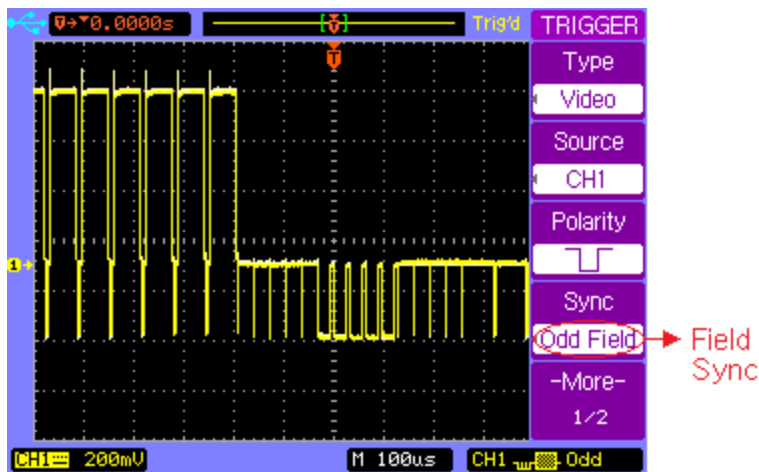 T→▼0.0000s [ T ] Trig'd TRIGGER
T
Type
Video
Source
CH1
Polarity
1→
Sync
Odd Field
Field
Sync
-More-
1/2
CH1 200mV M 100us CH1 Odd